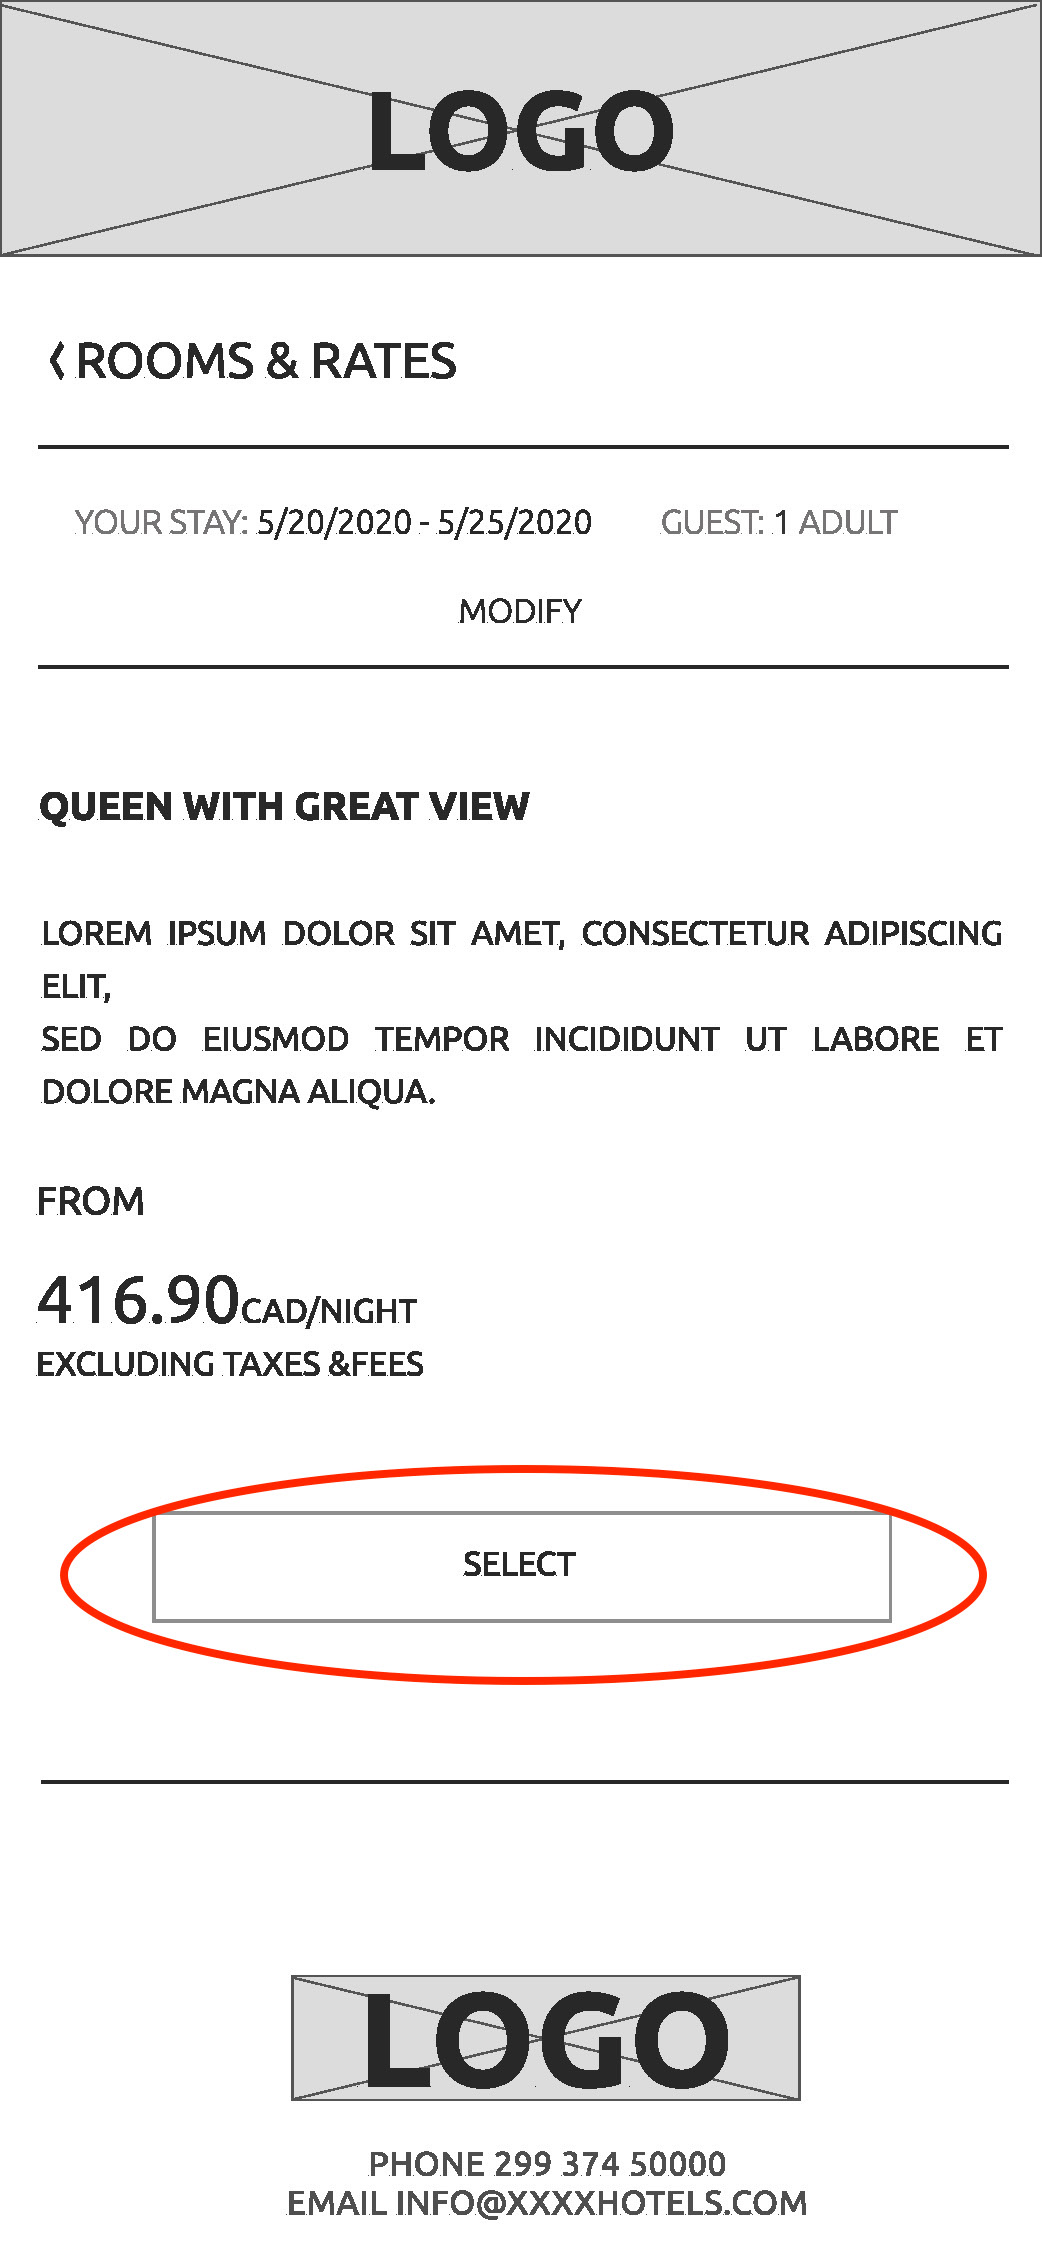 LOGO
ROOMS & RATES
YOUR STAY: 5/20/2020 - 5/25/2020 GUEST: 1 ADULT
MODIFY
QUEEN WITH GREAT VIEW
LOREM IPSUM DOLOR SIT AMET, CONSECTETUR ADIPISCING
ELIT,
SED DO EIUSMOD TEMPOR INCIDIDUNT UT LABORE ET
DOLORE MAGNA ALIQUA.
FROM
416.90CAD/NIGHT
EXCLUDING TAXES &FEES
SELECT
LOGO
PHONE 299 374 50000
EMAIL INFO@XXXXHOTELS.COM